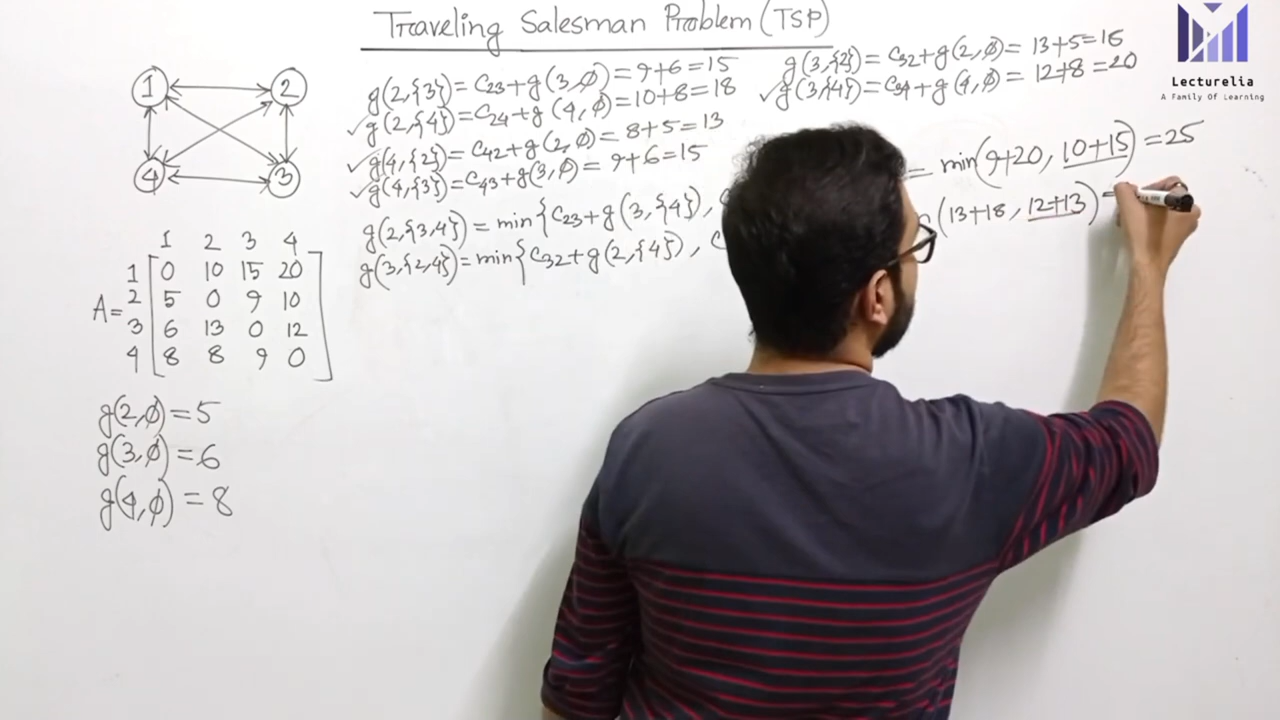 Traveling Salesman Problem (TSP)
Lecturelia
A Family Of Learning
1 2
4 3
g(2,{3}) = C23+g(3,ϕ) = 9+6=15
✓ g(2,{4}) = C24+g(4,ϕ) = 10+8=18
✓ g(4,{2}) = C42+g(2,ϕ) = 8+5=13
✓ g(4,{3}) = C43+g(3,ϕ) = 9+6=15
g(3,{2}) = C32+g(2,ϕ) = 13+5=18
✓ g(3,{4}) = C34+g(4,ϕ) = 12+8=20
g(2,{3,4}) = min{C23+g(3,{4}), = min(9+20, 10+15) =25
g(3,{2,4}) = min{C32+g(2,{4}), C (13+18, 12+13) =
1 2 3 4
1 0 10 15 20
A= 2 5 0 9 10
3 6 13 0 12
4 8 8 9 0
g(2,ϕ) = 5
g(3,ϕ) = 6
g(4,ϕ) = 8